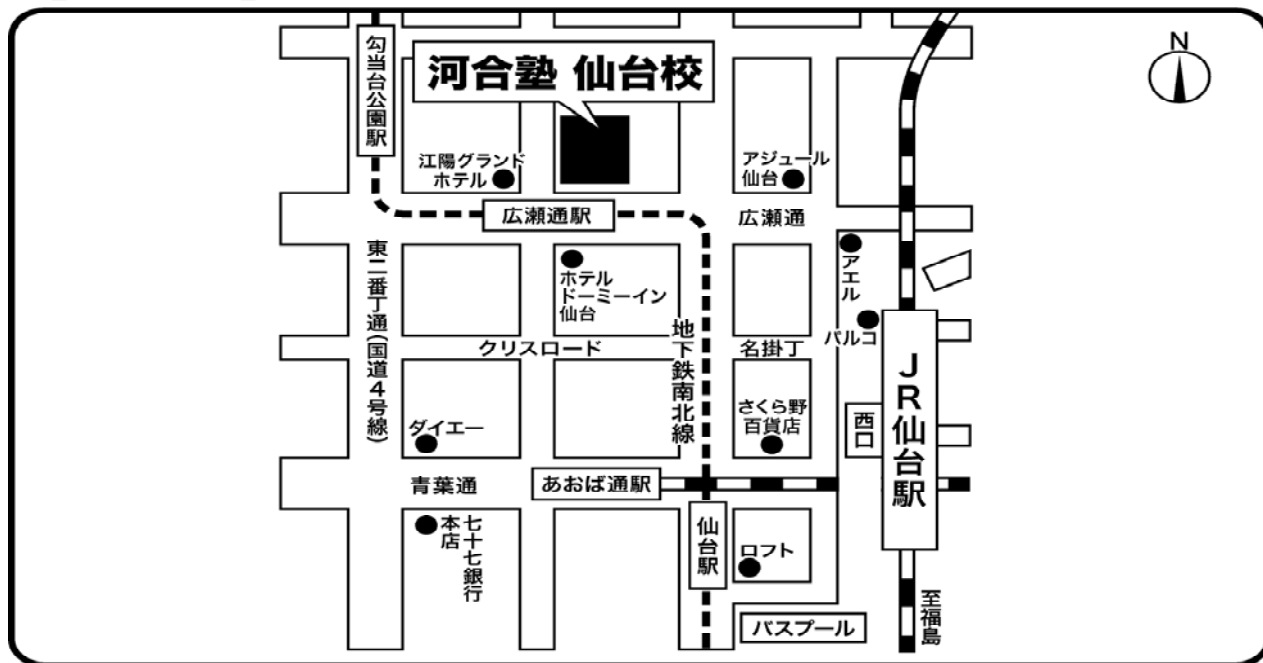 N
河合塾 仙台校
勾当台公園駅
江陽グランド
ホテル
アジュール
仙台
広瀬通駅
広瀬通
東二番丁通(国道4号線)
ホテル
ドーミーイン
仙台
アエル
パルコ
地下鉄南北線
クリスロード
名掛丁
JR仙台駅
西口
さくら野
百貨店
ダイエー
青葉通
あおば通駅
七十七銀行
本店
仙台駅
ロフト
バスプール
至福島